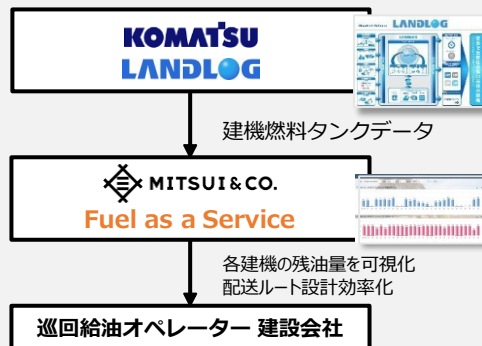 KOMATSU
LANDLOG
LANDLOG
建機燃料タンクデータ
MITSUI & CO.
Fuel as a Service
各建機の残油量を可視化
配送ルート設計効率化
巡回給油オペレーター 建設会社